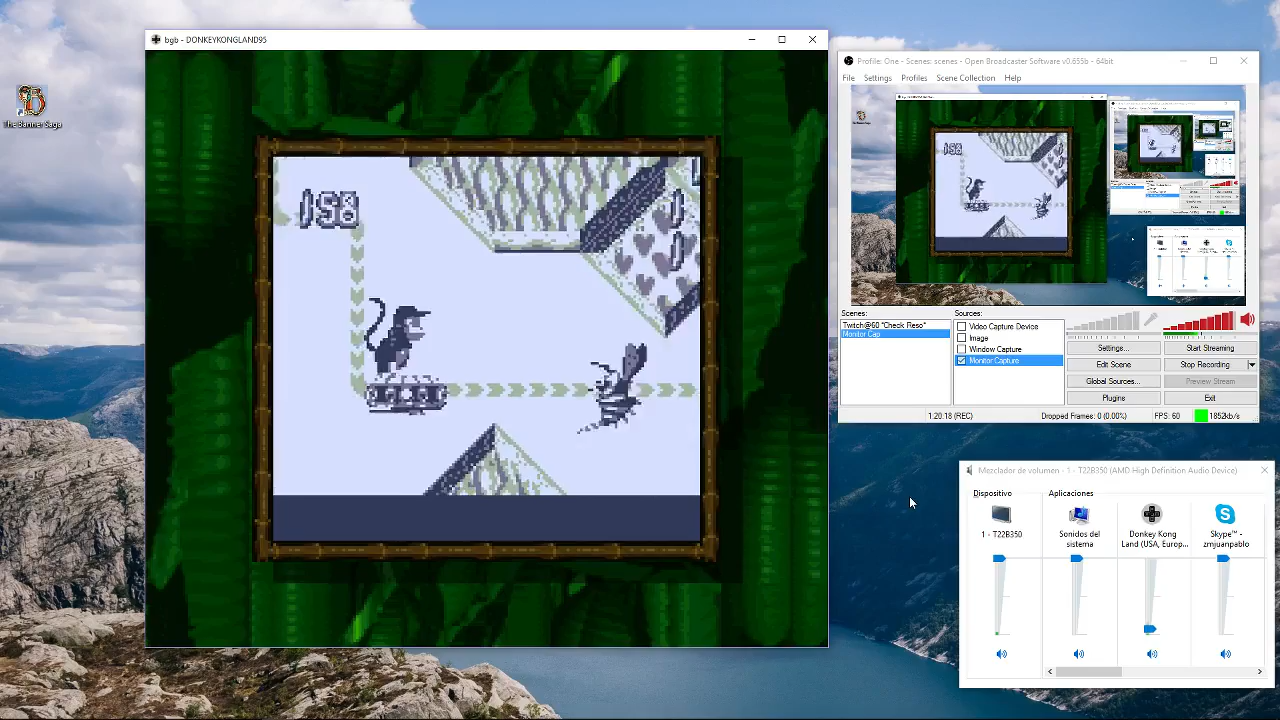 bgb - DONKEYKONGLAND95
TheBanner Saga
158
Profile: One - Scenes: scenes - Open Broadcaster Software v0.655b - 64bit
File Settings Profiles Scene Collection Help
Scenes:
Twitch@60 "Check Reso"
Monitor Cap
Sources:
Video Capture Device
Image
Window Capture
Monitor Capture
Settings...
Start Streaming
Edit Scene
Stop Recording
Global Sources...
Preview Stream
Plugins
Exit
1:20:18 (REC)
Dropped Frames: 0 (0.00%)
FPS: 60
1852kb/s
Mezclador de volumen - 1 - T22B350 (AMD High Definition Audio Device)
Dispositivo
Aplicaciones
1 - T22B350
Sonidos del
sistema
Donkey Kong
Land (USA, Europ...
Skype™ -
zmjuanpablo